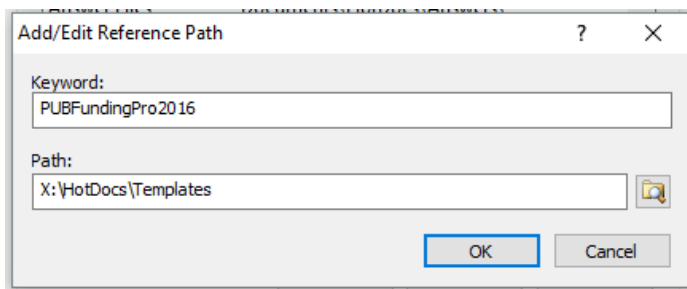 Add/Edit Reference Path ?
Keyword:
PUBFundingPro2016
Path:
X:\HotDocs\Templates
OK Cancel